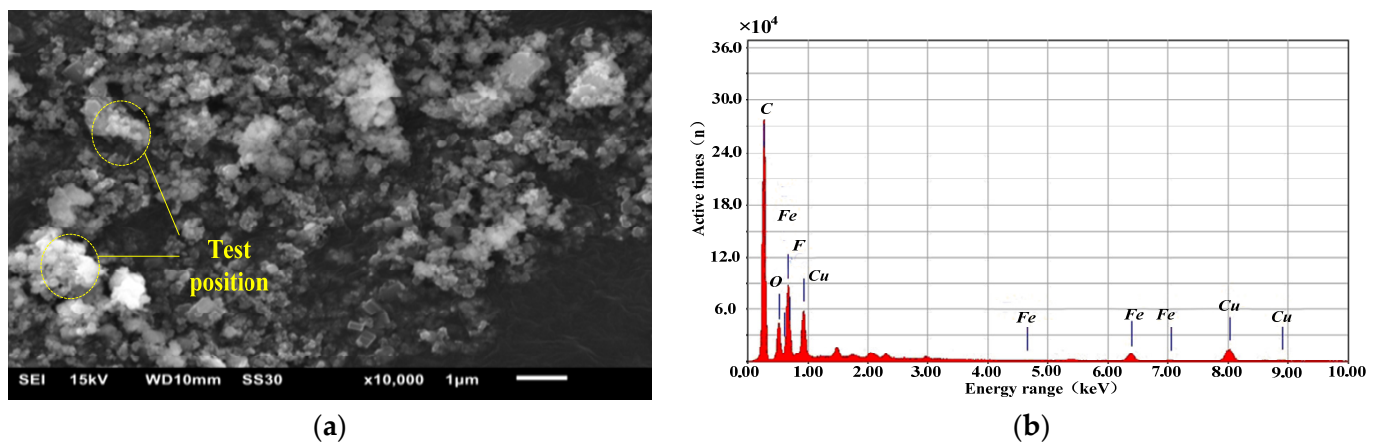 Test
position
SEI 15kV WD10mm SS30 x10,000 1μm
(a)
×10⁴
36.0
30.0
24.0
18.0
12.0
6.0
Active times（n）
C
O
Fe
F
Cu
Fe
Fe
Fe
Cu
Cu
0.00 1.00 2.00 3.00 4.00 5.00 6.00 7.00 8.00 9.00 10.00
Energy range（keV）
(b)